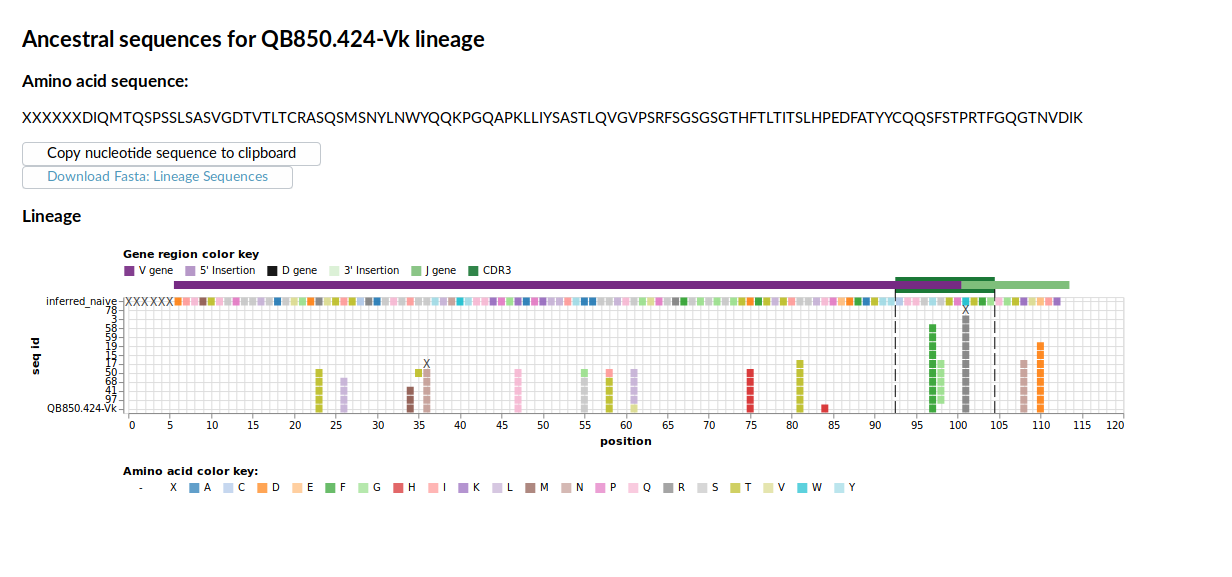 Ancestral sequences for QB850.424-Vk lineage
Amino acid sequence:
XXXXXXDIQMTQSPSSLSASVGDTVTLTCRASQSMSNYLNWYQQKPGQAPKLLIYSASTLQVGVPSRFSGSGSGTHFTLTITSLHPEDFATYYCQQSFSTPRTFGQGTNVDIK
Copy nucleotide sequence to clipboard
Download Fasta: Lineage Sequences
Lineage
Gene region color key
V gene 5' Insertion D gene 3' Insertion J gene CDR3
inferred_naive XXXXXX
78 X
3
58
59
19
15
17 X
50
68
41
97
QB850.424-Vk
seq id
0 5 10 15 20 25 30 35 40 45 50 55 60 65 70 75 80 85 90 95 100 105 110 115 120
position
Amino acid color key:
- X A C D E F G H I K L M N P Q R S T V W Y